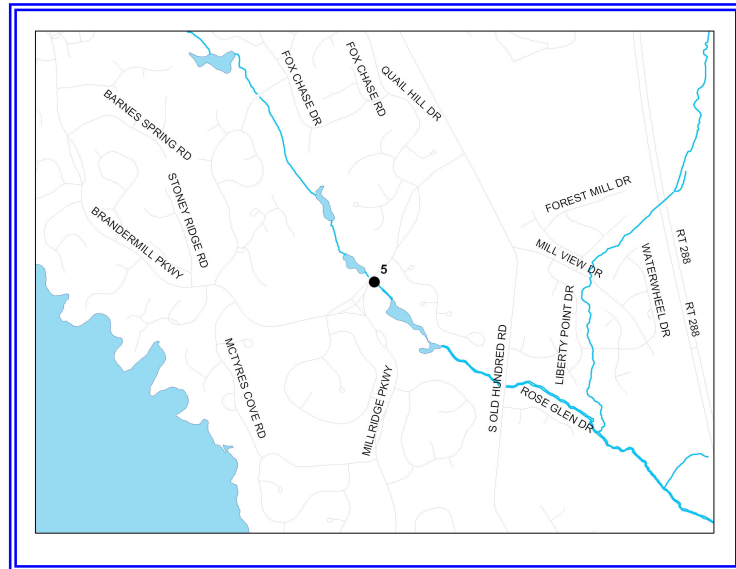 FOX CHASE DR
FOX CHASE RD
QUAIL HILL DR
BARNES SPRING RD
STONEY RIDGE RD
FOREST MILL DR
BRANDERMILL PKWY
RT 288
MILL VIEW DR
WATERWHEEL DR
5
LIBERTY POINT DR
RT 288
S OLD HUNDRED RD
MCTYRES COVE RD
MILLRIDGE PKWY
ROSE GLEN DR